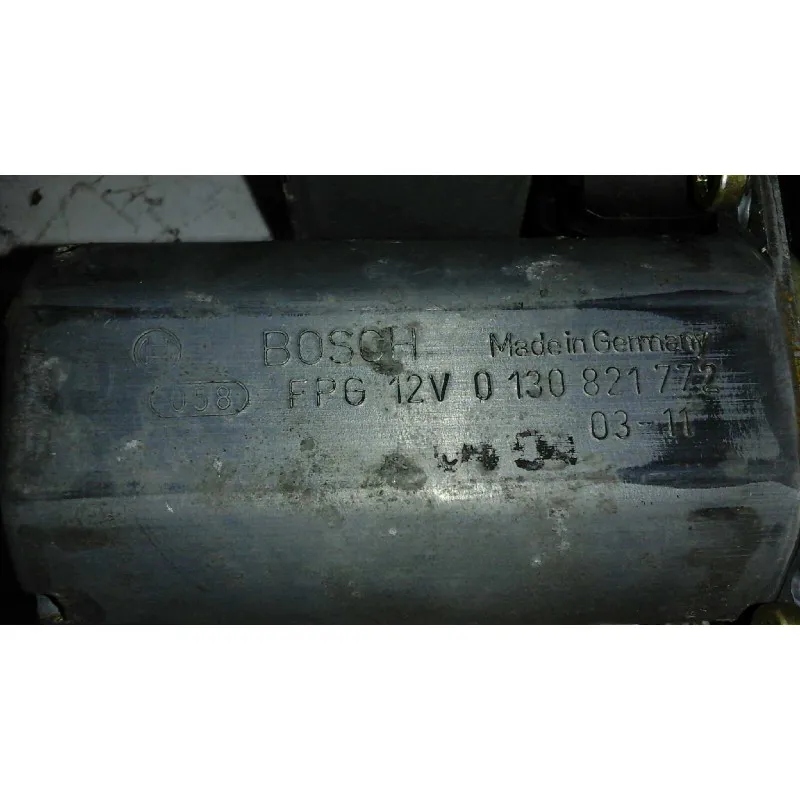 BOSCH Made in Germany
058 FPG 12V 0 130 821 772
03-11